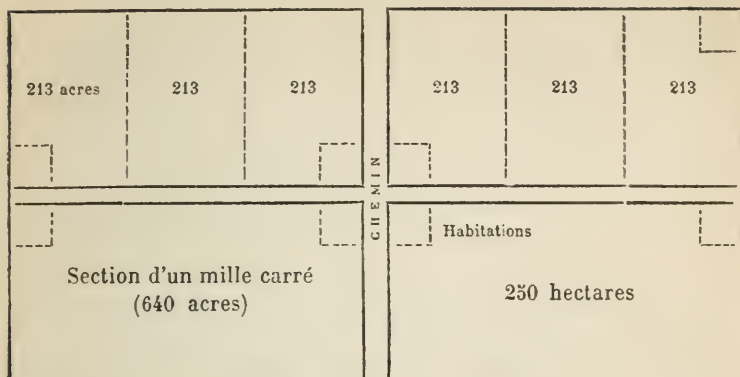 213 acres 213 213 213 213 213
CHEMIN
Habitations
Section d'un mille carré
(640 acres)
250 hectares